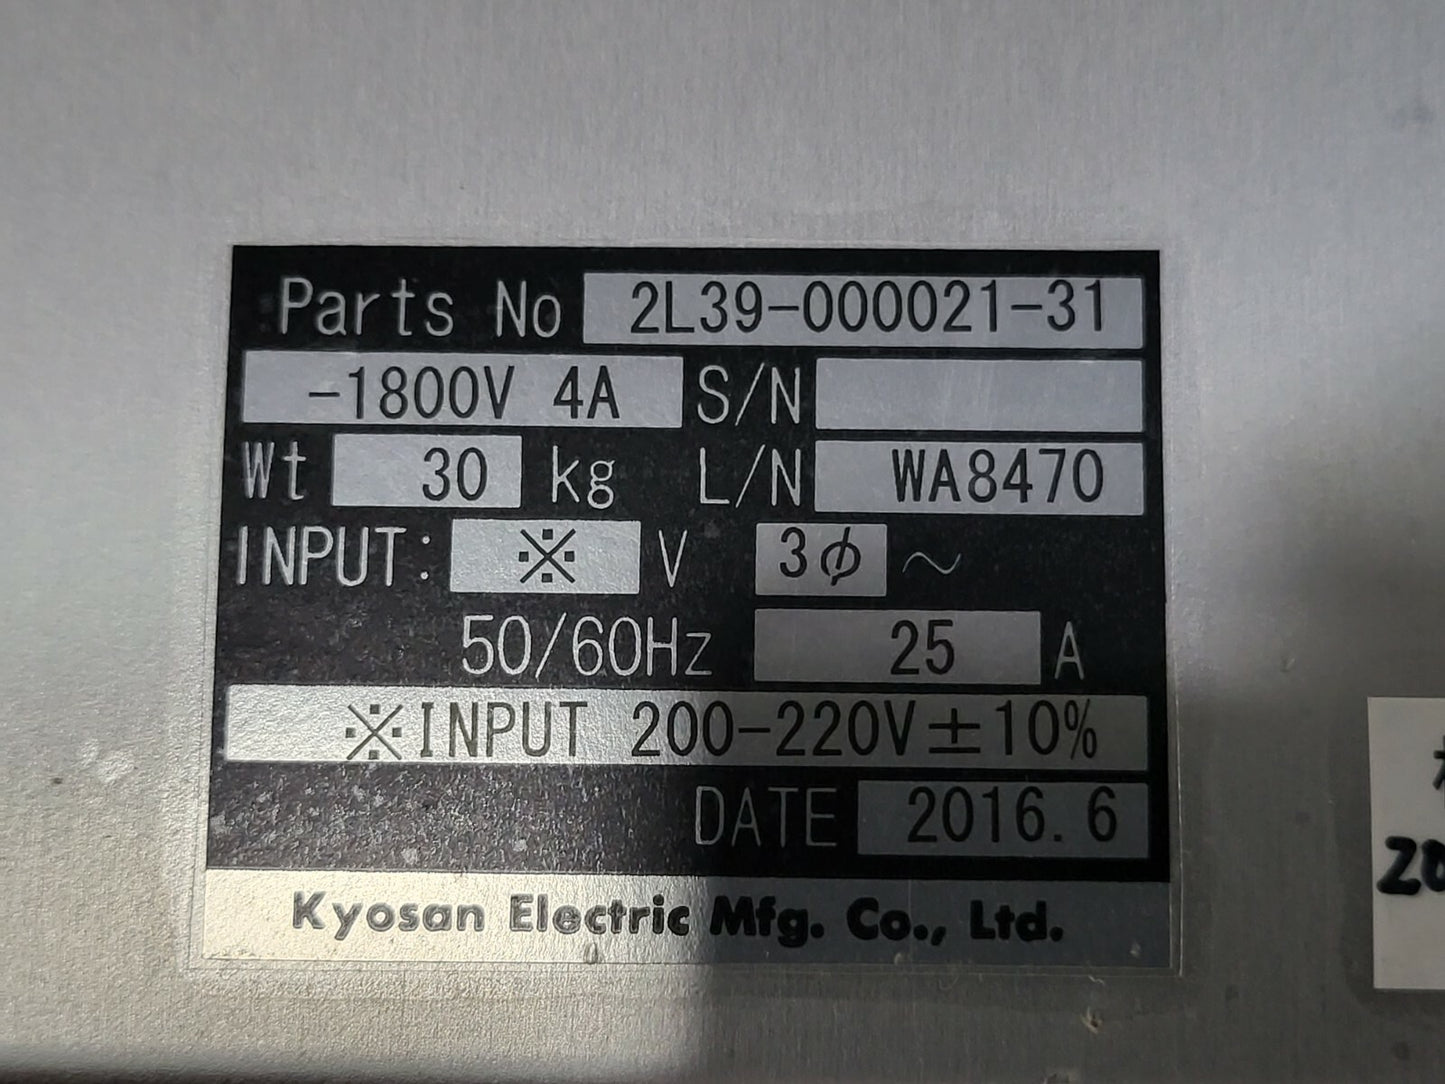 Parts No 2L39-000021-31
-1800V 4A S/N
Wt 30 kg L/N WA8470
INPUT: ※ V 3φ ~
50/60Hz 25 A
※INPUT 200-220V±10%
DATE 2016.6
Kyosan Electric Mfg. Co., Ltd.
20